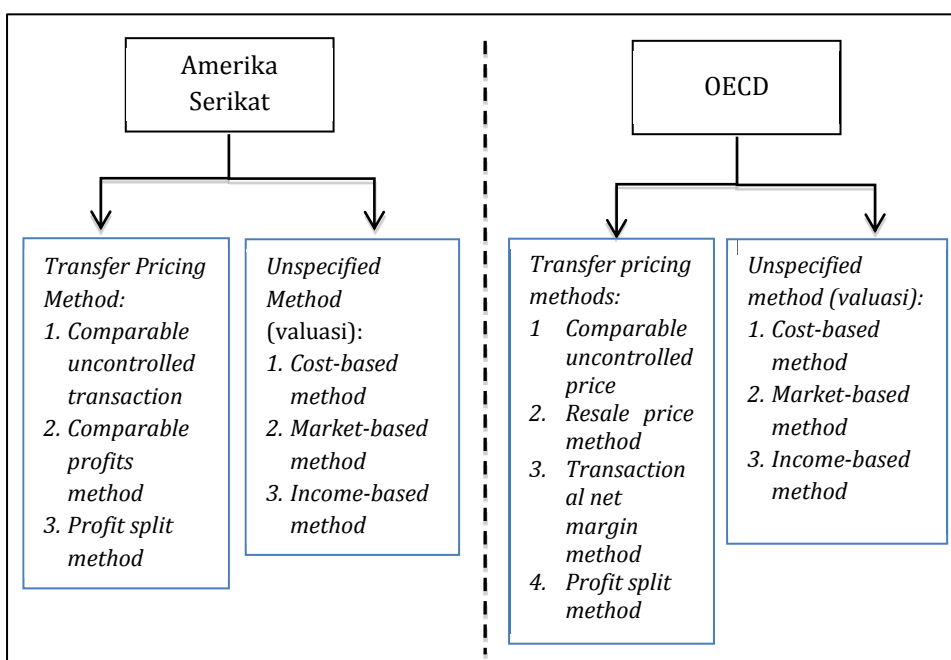 Amerika
Serikat
OECD
Transfer Pricing
Method:
1. Comparable
uncontrolled
transaction
2. Comparable
profits
method
3. Profit split
method
Unspecified
Method
(valuasi):
1. Cost-based
method
2. Market-based
method
3. Income-based
method
Transfer pricing
methods:
1 Comparable
uncontrolled
price
2. Resale price
method
3. Transaction
al net
margin
method
4. Profit split
method
Unspecified
method (valuasi):
1. Cost-based
method
2. Market-based
method
3. Income-based
method